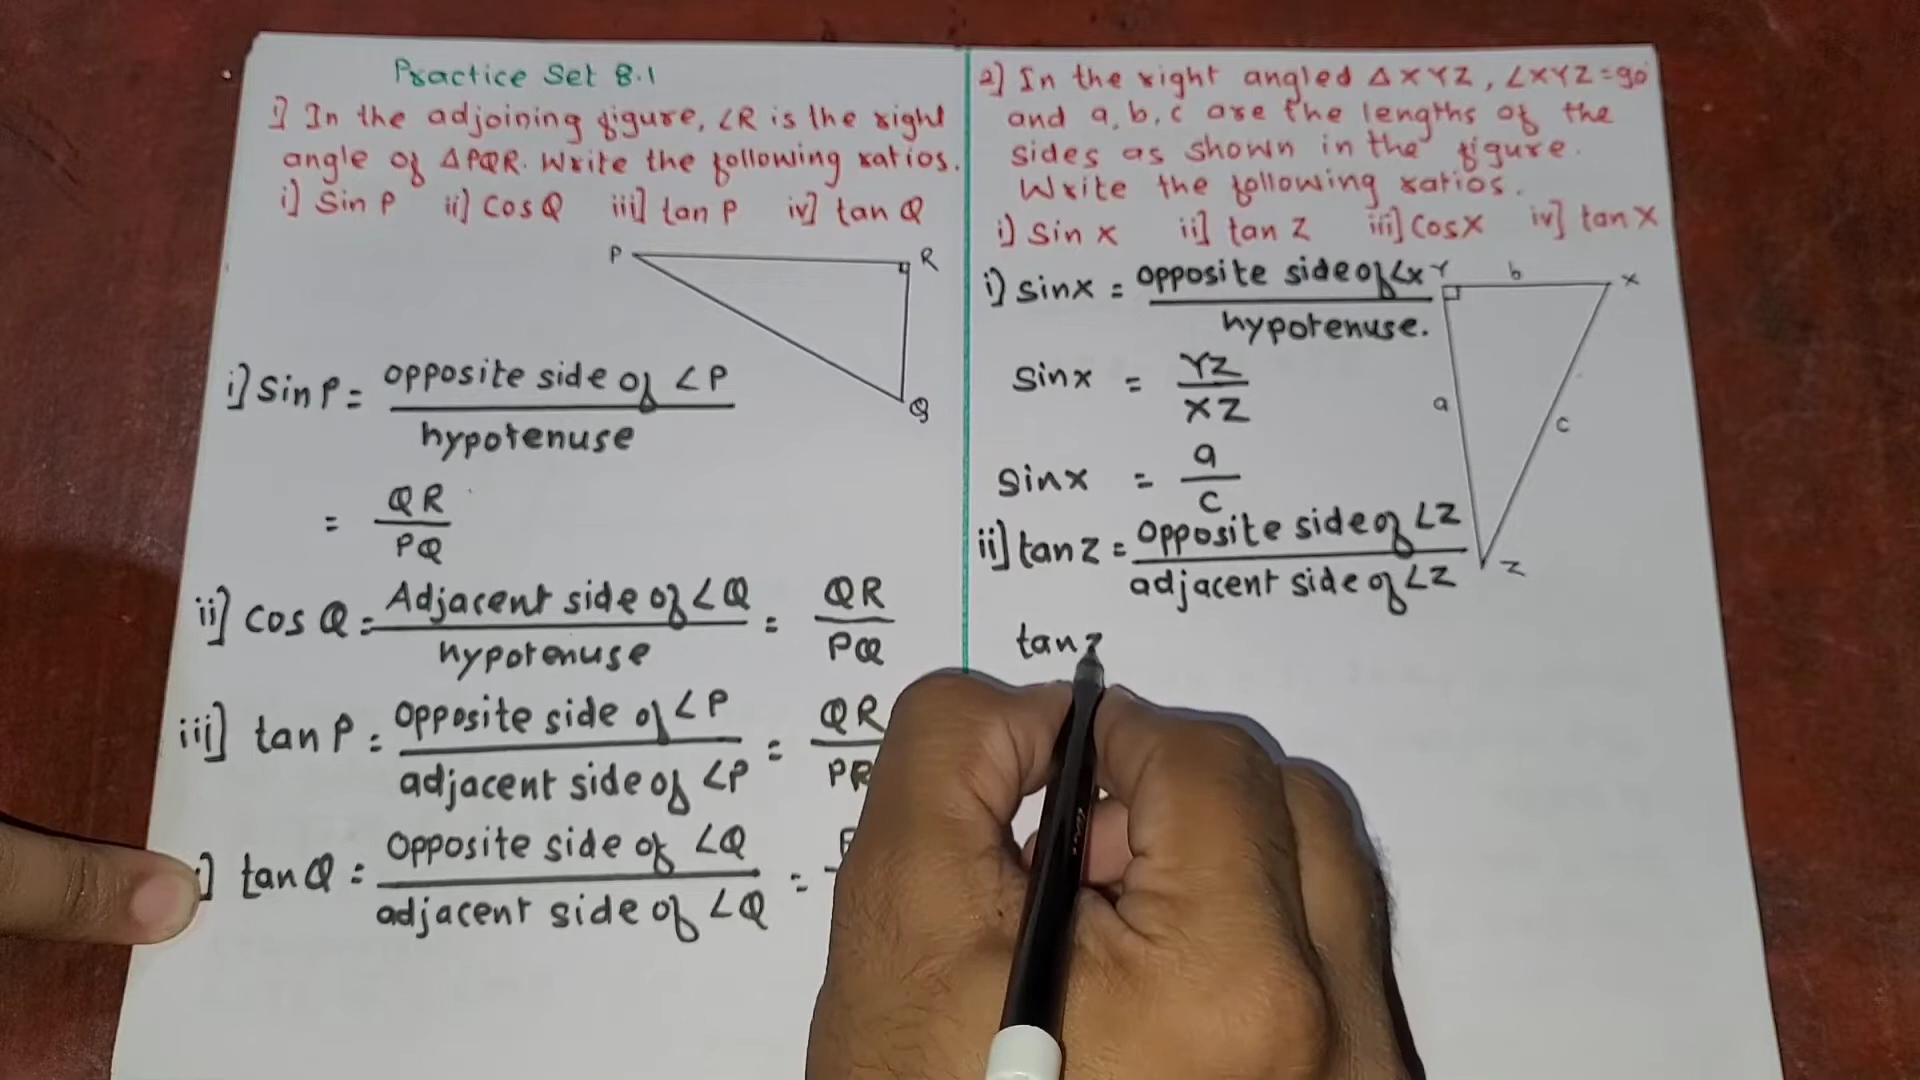 Practice Set 8.1
1] In the adjoining figure, ∠R is the right
angle of ΔPQR. Write the following ratios.
i) Sin P ii] cos Q iii] tan P iv] tan Q
P
R
Q
i] Sin P = opposite side of ∠P
hypotenuse
= QR
PQ
ii] cos Q = Adjacent side of ∠Q = QR
hypotenuse PQ
iii] tan P = opposite side of ∠P = QR
adjacent side of ∠P PR
] tan Q = opposite side of ∠Q =
adjacent side of ∠Q
2] In the right angled ΔXYZ, ∠XYZ = 90
and a, b, c are the lengths of the
sides as shown in the figure.
Write the following ratios.
i) sin x ii] tan Z iii] cosX iv] tan X
i) sinx = opposite side of ∠x
hypotenuse.
Y b X
a
c
Z
sinx = YZ
XZ
sinx = a
c
ii] tan Z = opposite side of ∠Z
adjacent side of ∠Z
tan Z